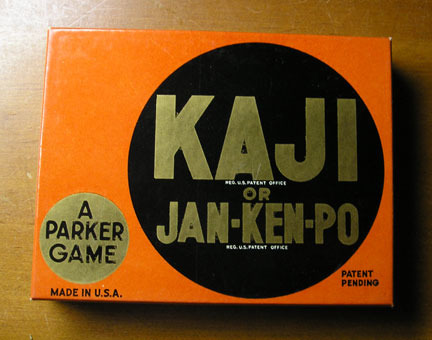 KAJI
REG. U.S. PATENT OFFICE
OR
JAN-KEN-PO
REG. U.S. PATENT OFFICE
A
PARKER
GAME
MADE IN U.S.A.
PATENT
PENDING